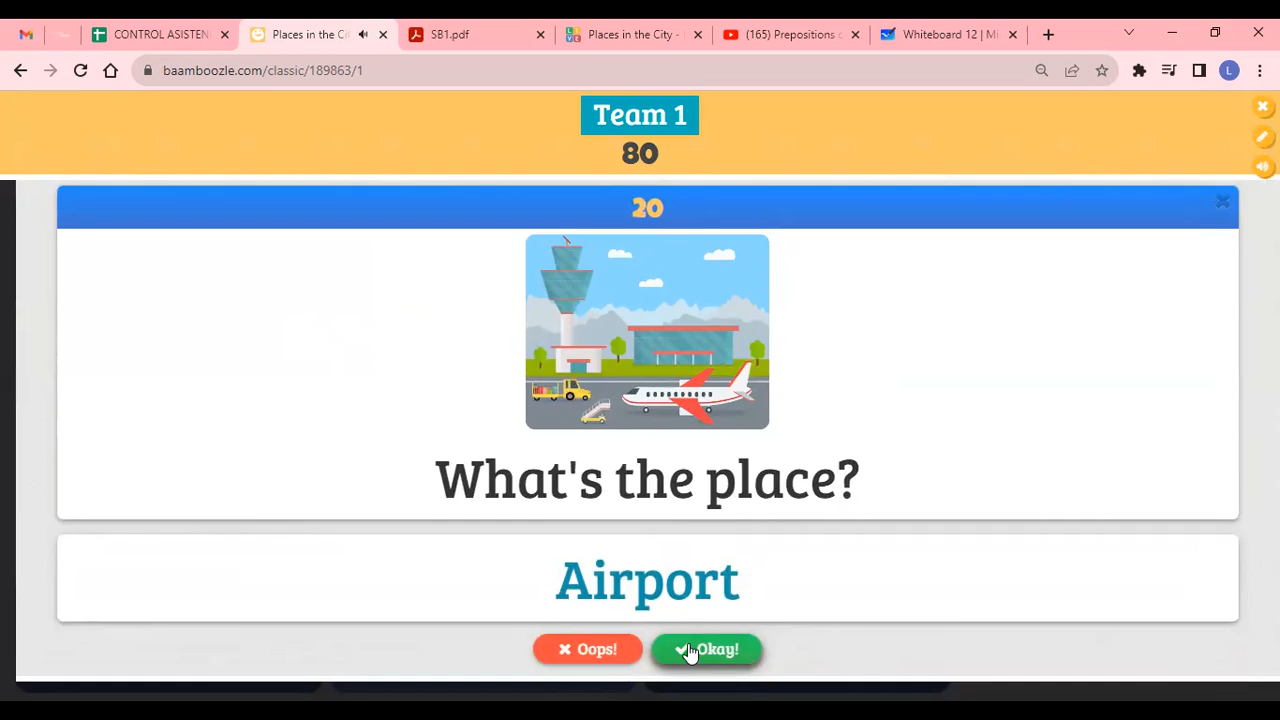 CONTROL ASISTEN
Places in the Ci
SB1.pdf
Places in the City -
(165) Prepositions o
Whiteboard 12 | Mi
baamboozle.com/classic/189863/1
L
Team 1
80
20
What's the place?
Airport
Oops!
Okay!